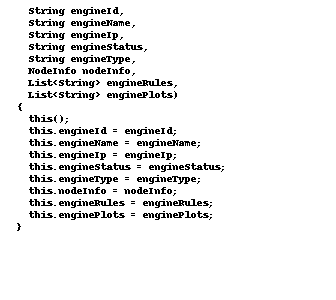 String engineId,
String engineName,
String engineIp,
String engineStatus,
String engineType,
NodeInfo nodeInfo,
List<String> engineRules,
List<String> enginePlots)
{
this();
this.engineId = engineId;
this.engineName = engineName;
this.engineIp = engineIp;
this.engineStatus = engineStatus;
this.engineType = engineType;
this.nodeInfo = nodeInfo;
this.engineRules = engineRules;
this.enginePlots = enginePlots;
}